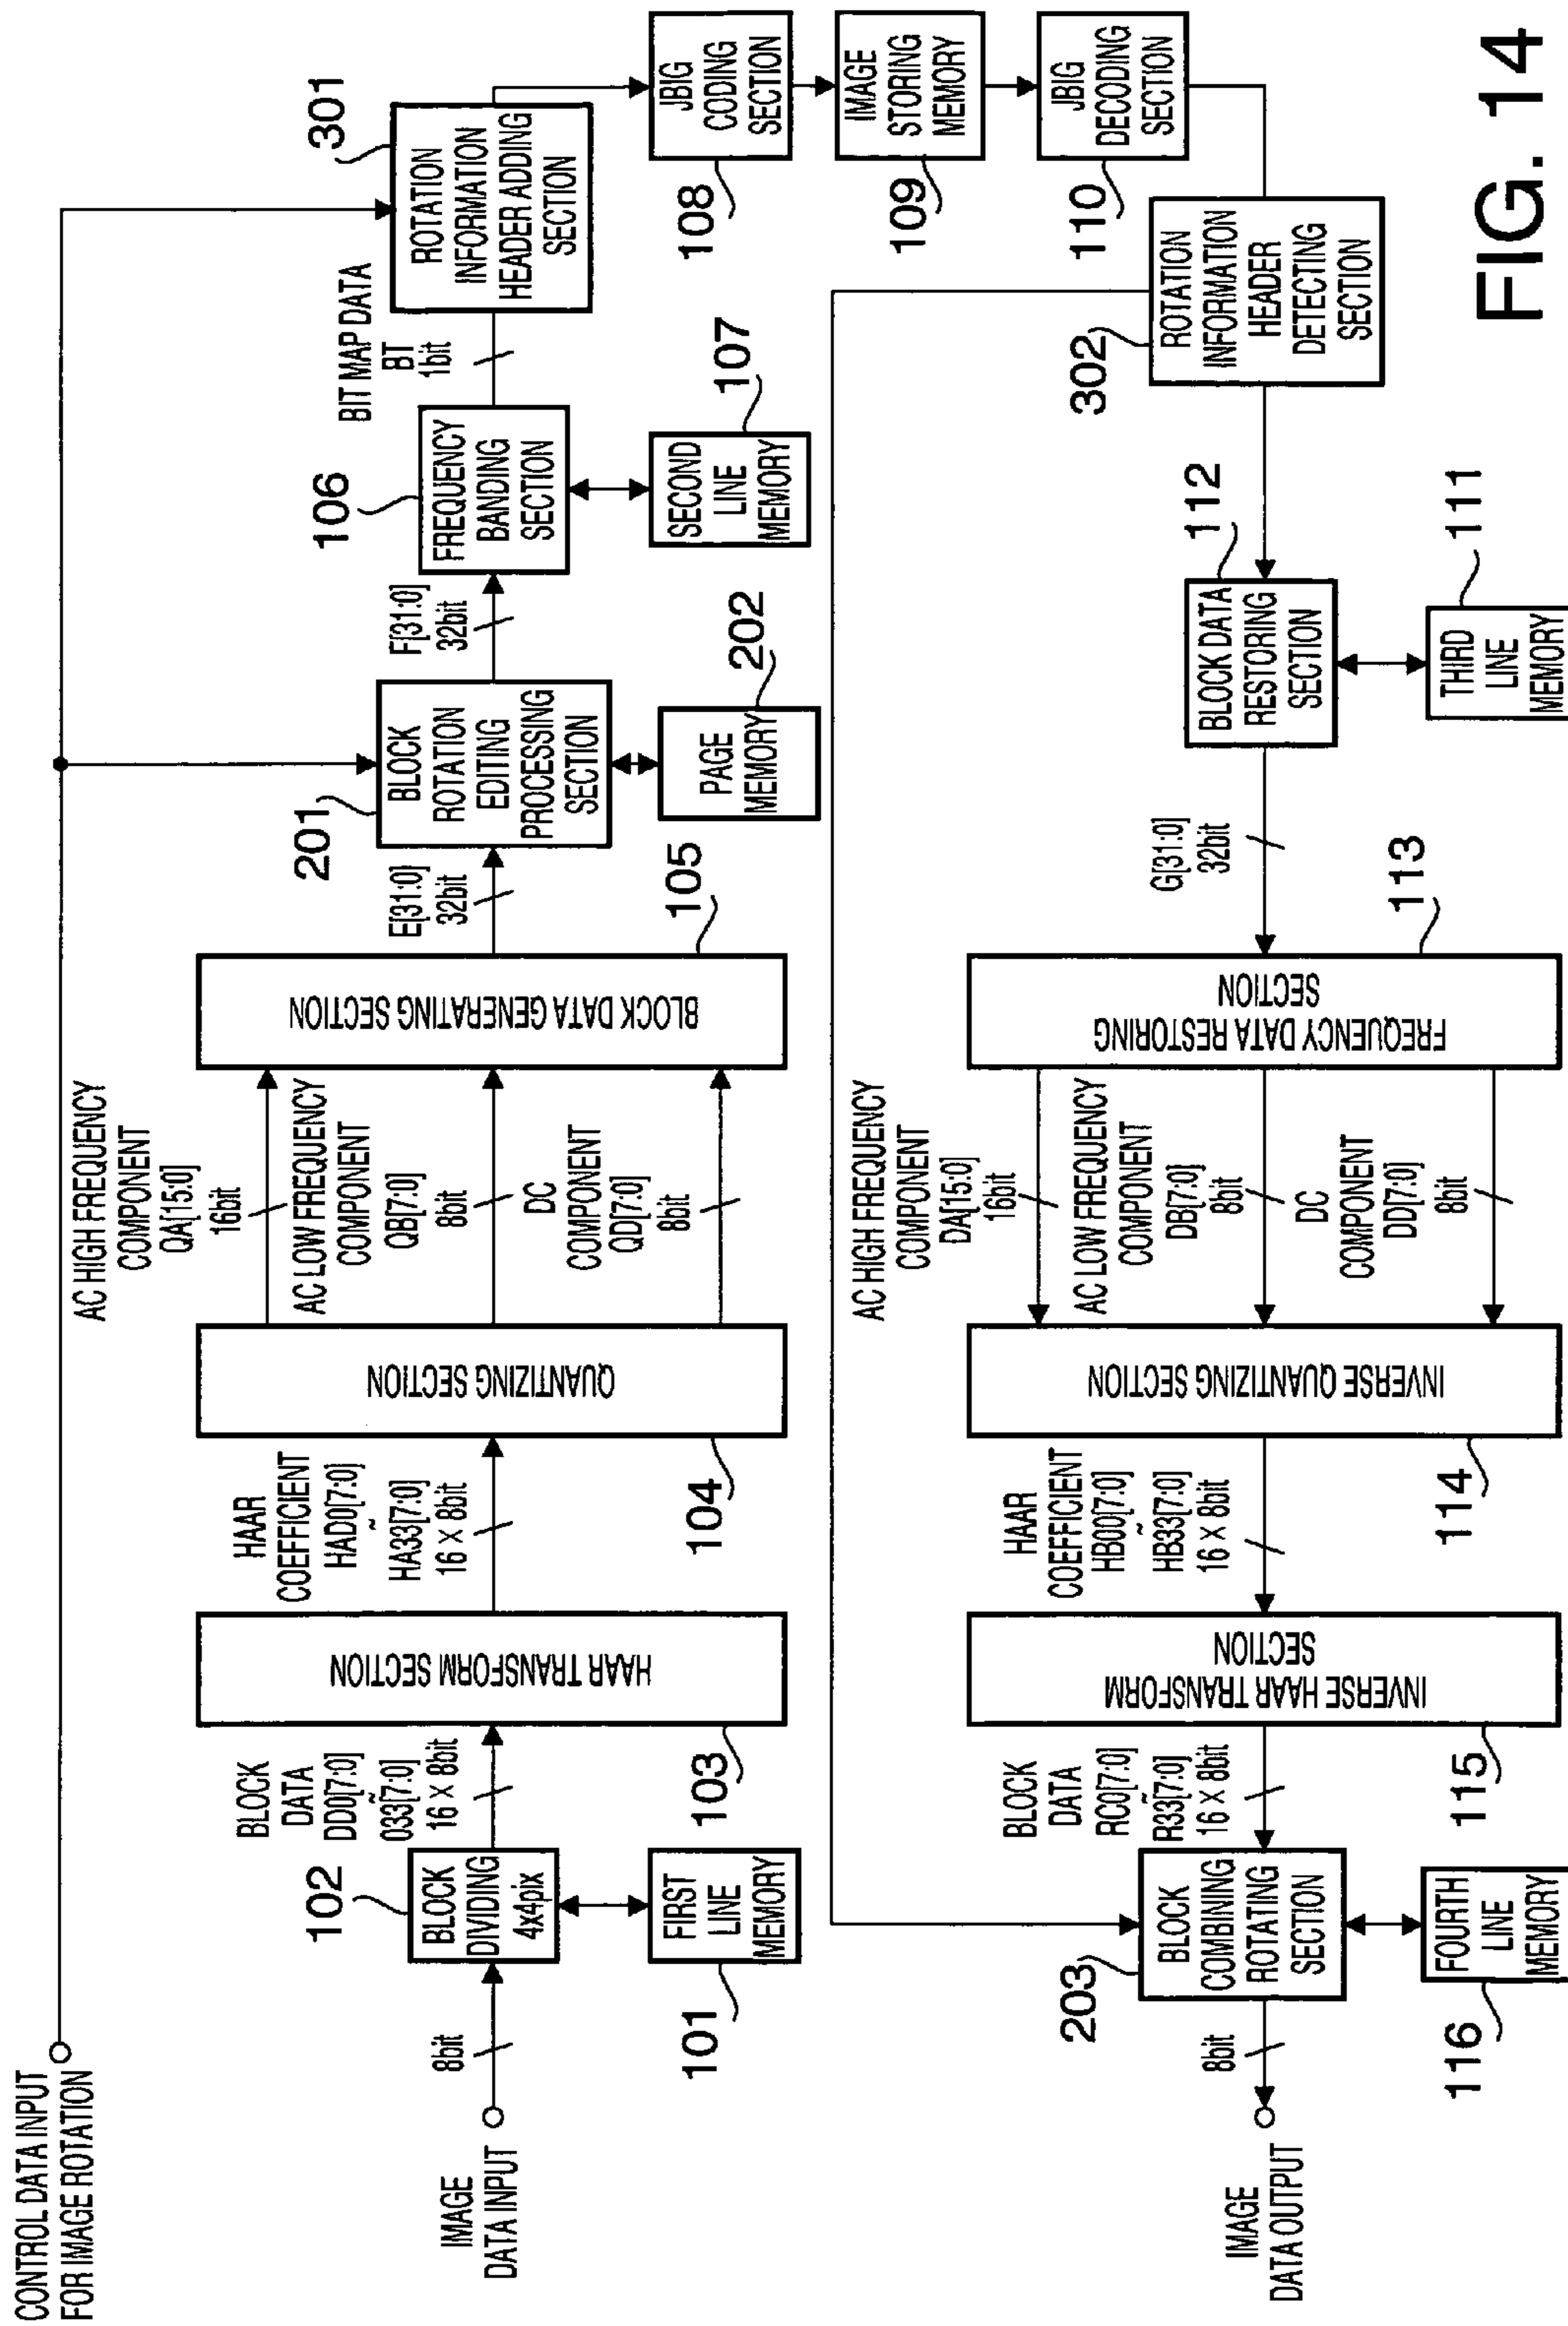 CONTROL DATA INPUT
FOR IMAGE ROTATION
IMAGE
DATA INPUT
8bit
102
BLOCK
DIVIDING
4x4pix
FIRST
LINE
MEMORY
101
BLOCK
DATA
DD0[7:0]
~
033[7:0]
16 × 8bit
HAAR TRANSFORM SECTION
103
HAAR
COEFFICIENT
HAD0[7:0]
~
HA33[7:0]
16 × 8bit
QUANTIZING SECTION
104
AC HIGH FREQUENCY
COMPONENT
QA[15:0]
16bit
AC LOW FREQUENCY
COMPONENT
QB[7:0]
8bit
DC
COMPONENT
QD[7:0]
8bit
BLOCK DATA GENERATING SECTION
105
E[31:0]
32bit
201
BLOCK
ROTATION
EDITING
PROCESSING
SECTION
PAGE
MEMORY
202
F[31:0]
32bit
106
FREQUENCY
BANDING
SECTION
SECOND
LINE
MEMORY
107
BIT MAP DATA
BT
1bit
301
ROTATION
INFORMATION
HEADER ADDING
SECTION
JBIG
CODING
SECTION
108
IMAGE
STORING
MEMORY
109
JBIG
DECODING
SECTION
110
302
ROTATION
INFORMATION
HEADER
DETECTING
SECTION
112
BLOCK DATA
RESTORING
SECTION
THIRD
LINE
MEMORY
111
G[31:0]
32bit
FREQUENCY DATA RESTORING
SECTION
113
AC HIGH FREQUENCY
COMPONENT
DA[15:0]
16bit
AC LOW FREQUENCY
COMPONENT
DB[7:0]
8bit
DC
COMPONENT
DD[7:0]
8bit
INVERSE QUANTIZING SECTION
114
HAAR
COEFFICIENT
HB00[7:0]
~
HB33[7:0]
16 × 8bit
INVERSE HAAR TRANSFORM
SECTION
115
BLOCK
DATA
RC0[7:0]
~
R33[7:0]
16 × 8bit
203
BLOCK
COMBINING
ROTATING
SECTION
FOURTH
LINE
MEMORY
116
8bit
IMAGE
DATA OUTPUT
FIG. 14